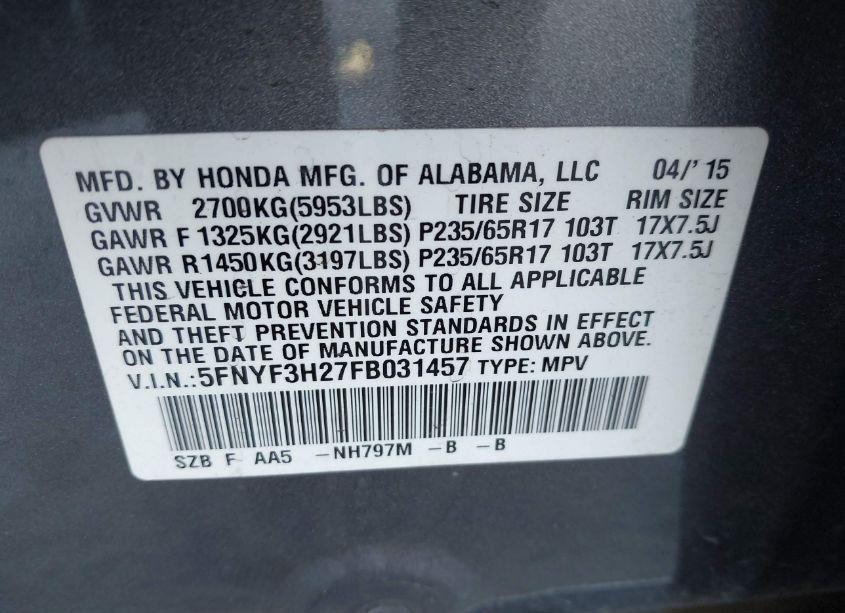 MFD. BY HONDA MFG. OF ALABAMA, LLC 04/' 15
GVWR 2700KG(5953LBS) TIRE SIZE RIM SIZE
GAWR F 1325KG(2921LBS) P235/65R17 103T 17X7.5J
GAWR R1450KG(3197LBS) P235/65R17 103T 17X7.5J
THIS VEHICLE CONFORMS TO ALL APPLICABLE
FEDERAL MOTOR VEHICLE SAFETY
AND THEFT PREVENTION STANDARDS IN EFFECT
ON THE DATE OF MANUFACTURE SHOWN ABOVE.
V.I.N.:5FNYF3H27FB031457 TYPE: MPV
SZB F AA5 -NH797M -B -B